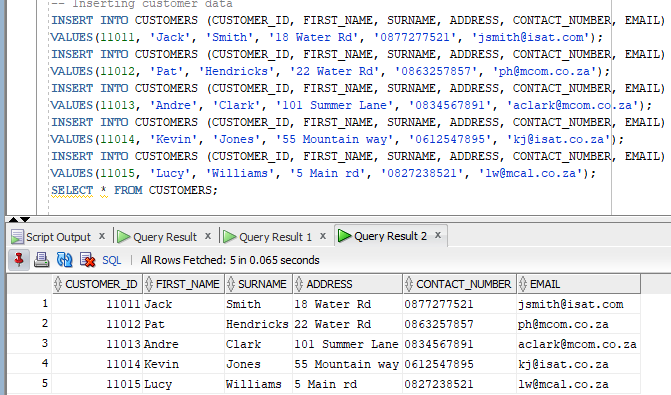 -- Inserting customer data
INSERT INTO CUSTOMERS (CUSTOMER_ID, FIRST_NAME, SURNAME, ADDRESS, CONTACT_NUMBER, EMAIL)
VALUES(11011, 'Jack', 'Smith', '18 Water Rd', '0877277521', 'jsmith@isat.com');
INSERT INTO CUSTOMERS (CUSTOMER_ID, FIRST_NAME, SURNAME, ADDRESS, CONTACT_NUMBER, EMAIL)
VALUES(11012, 'Pat', 'Hendricks', '22 Water Rd', '0863257857', 'ph@mcom.co.za');
INSERT INTO CUSTOMERS (CUSTOMER_ID, FIRST_NAME, SURNAME, ADDRESS, CONTACT_NUMBER, EMAIL)
VALUES(11013, 'Andre', 'Clark', '101 Summer Lane', '0834567891', 'aclark@mcom.co.za');
INSERT INTO CUSTOMERS (CUSTOMER_ID, FIRST_NAME, SURNAME, ADDRESS, CONTACT_NUMBER, EMAIL)
VALUES(11014, 'Kevin', 'Jones', '55 Mountain way', '0612547895', 'kj@isat.co.za');
INSERT INTO CUSTOMERS (CUSTOMER_ID, FIRST_NAME, SURNAME, ADDRESS, CONTACT_NUMBER, EMAIL)
VALUES(11015, 'Lucy', 'Williams', '5 Main rd', '0827238521', 'lw@mcal.co.za');
SELECT * FROM CUSTOMERS;
Script Output x Query Result x Query Result 1 x Query Result 2 x
SQL | All Rows Fetched: 5 in 0.065 seconds
CUSTOMER_ID FIRST_NAME SURNAME ADDRESS CONTACT_NUMBER EMAIL
1 11011 Jack Smith 18 Water Rd 0877277521 jsmith@isat.com
2 11012 Pat Hendricks 22 Water Rd 0863257857 ph@mcom.co.za
3 11013 Andre Clark 101 Summer Lane 0834567891 aclark@mcom.co.za
4 11014 Kevin Jones 55 Mountain way 0612547895 kj@isat.co.za
5 11015 Lucy Williams 5 Main rd 0827238521 lw@mcal.co.za